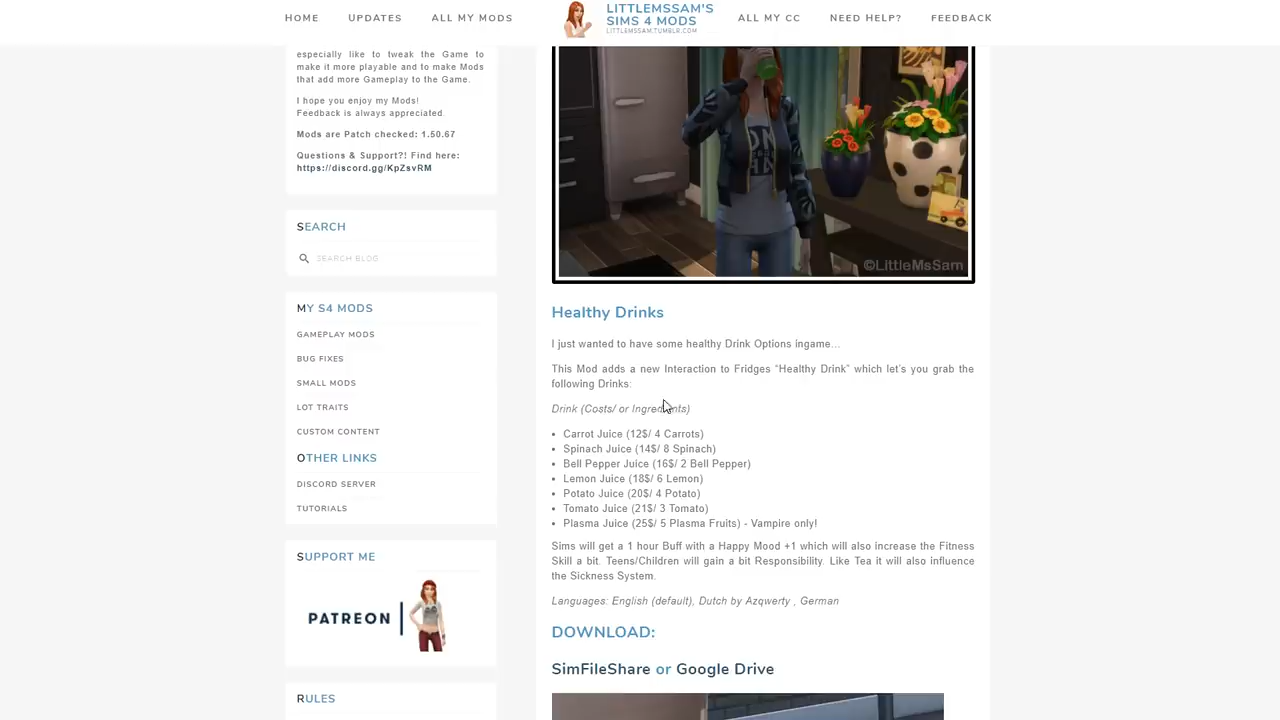 HOME
UPDATES
ALL MY MODS
LITTLEMSSAM'S
SIMS 4 MODS
LITTLEMSSAM.TUMBLR.COM
ALL MY CC
NEED HELP?
FEEDBACK
especially like to tweak the Game to
make it more playable and to make Mods
that add more Gameplay to the Game.
I hope you enjoy my Mods!
Feedback is always appreciated.
Mods are Patch checked: 1.50.67
Questions & Support?! Find here:
https://discord.gg/KpZsvRM
SEARCH
SEARCH BLOG
MY S4 MODS
GAMEPLAY MODS
BUG FIXES
SMALL MODS
LOT TRAITS
CUSTOM CONTENT
OTHER LINKS
DISCORD SERVER
TUTORIALS
SUPPORT ME
PATREON
RULES
©LittleMsSam
Healthy Drinks
I just wanted to have some healthy Drink Options ingame...
This Mod adds a new Interaction to Fridges “Healthy Drink” which let’s you grab the
following Drinks:
Drink (Costs/ or Ingredients)
• Carrot Juice (12$/ 4 Carrots)
• Spinach Juice (14$/ 8 Spinach)
• Bell Pepper Juice (16$/ 2 Bell Pepper)
• Lemon Juice (18$/ 6 Lemon)
• Potato Juice (20$/ 4 Potato)
• Tomato Juice (21$/ 3 Tomato)
• Plasma Juice (25$/ 5 Plasma Fruits) - Vampire only!
Sims will get a 1 hour Buff with a Happy Mood +1 which will also increase the Fitness
Skill a bit. Teens/Children will gain a bit Responsibility. Like Tea it will also influence
the Sickness System.
Languages: English (default), Dutch by Azqwerty , German
DOWNLOAD:
SimFileShare or Google Drive